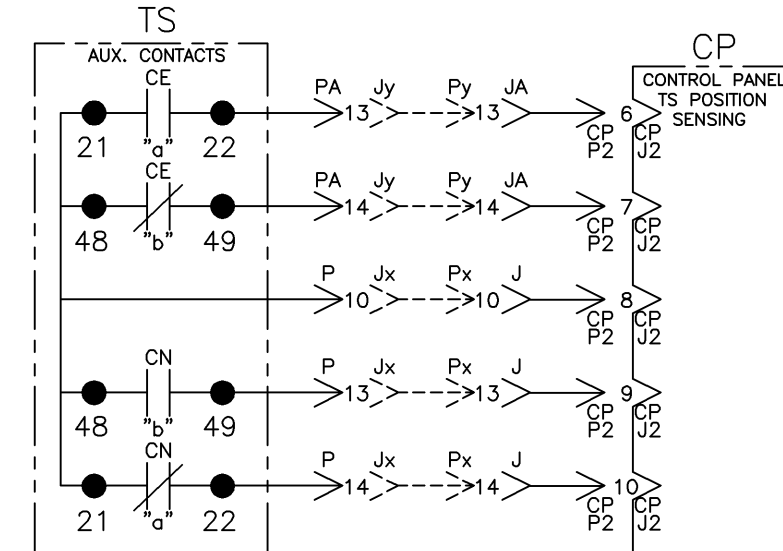 TS
AUX. CONTACTS
CP
CONTROL PANEL
TS POSITION
SENSING
CE
21 "a" 22
PA 13 Jy Py 13 JA
6
CP P2 CP J2
CE
48 "b" 49
PA 14 Jy Py 14 JA
7
CP P2 CP J2
P 10 Jx Px 10 J
8
CP P2 CP J2
CN
48 "b" 49
P 13 Jx Px 13 J
9
CP P2 CP J2
CN
21 "a" 22
P 14 Jx Px 14 J
10
CP P2 CP J2